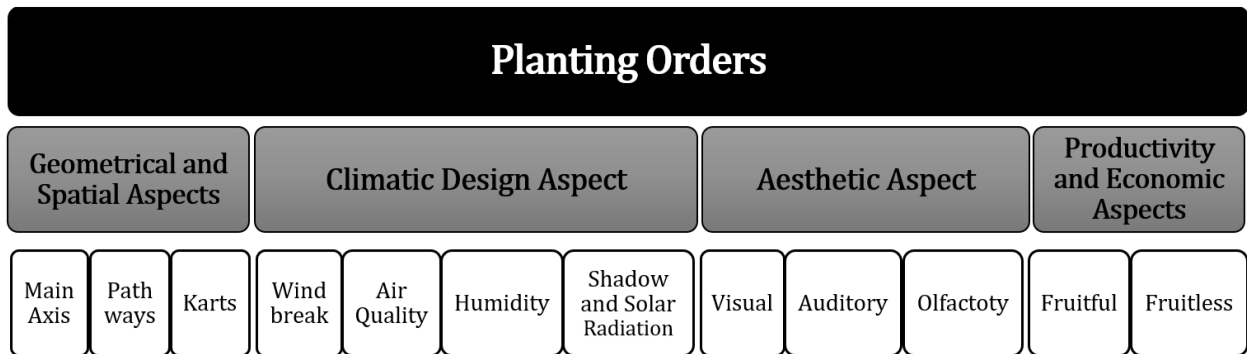 Planting Orders
Geometrical and
Spatial Aspects
Climatic Design Aspect
Aesthetic Aspect
Productivity
and Economic
Aspects
Main
Axis
Path
ways
Karts
Wind
break
Air
Quality
Humidity
Shadow
and Solar
Radiation
Visual
Auditory
Olfactoty
Fruitful
Fruitless